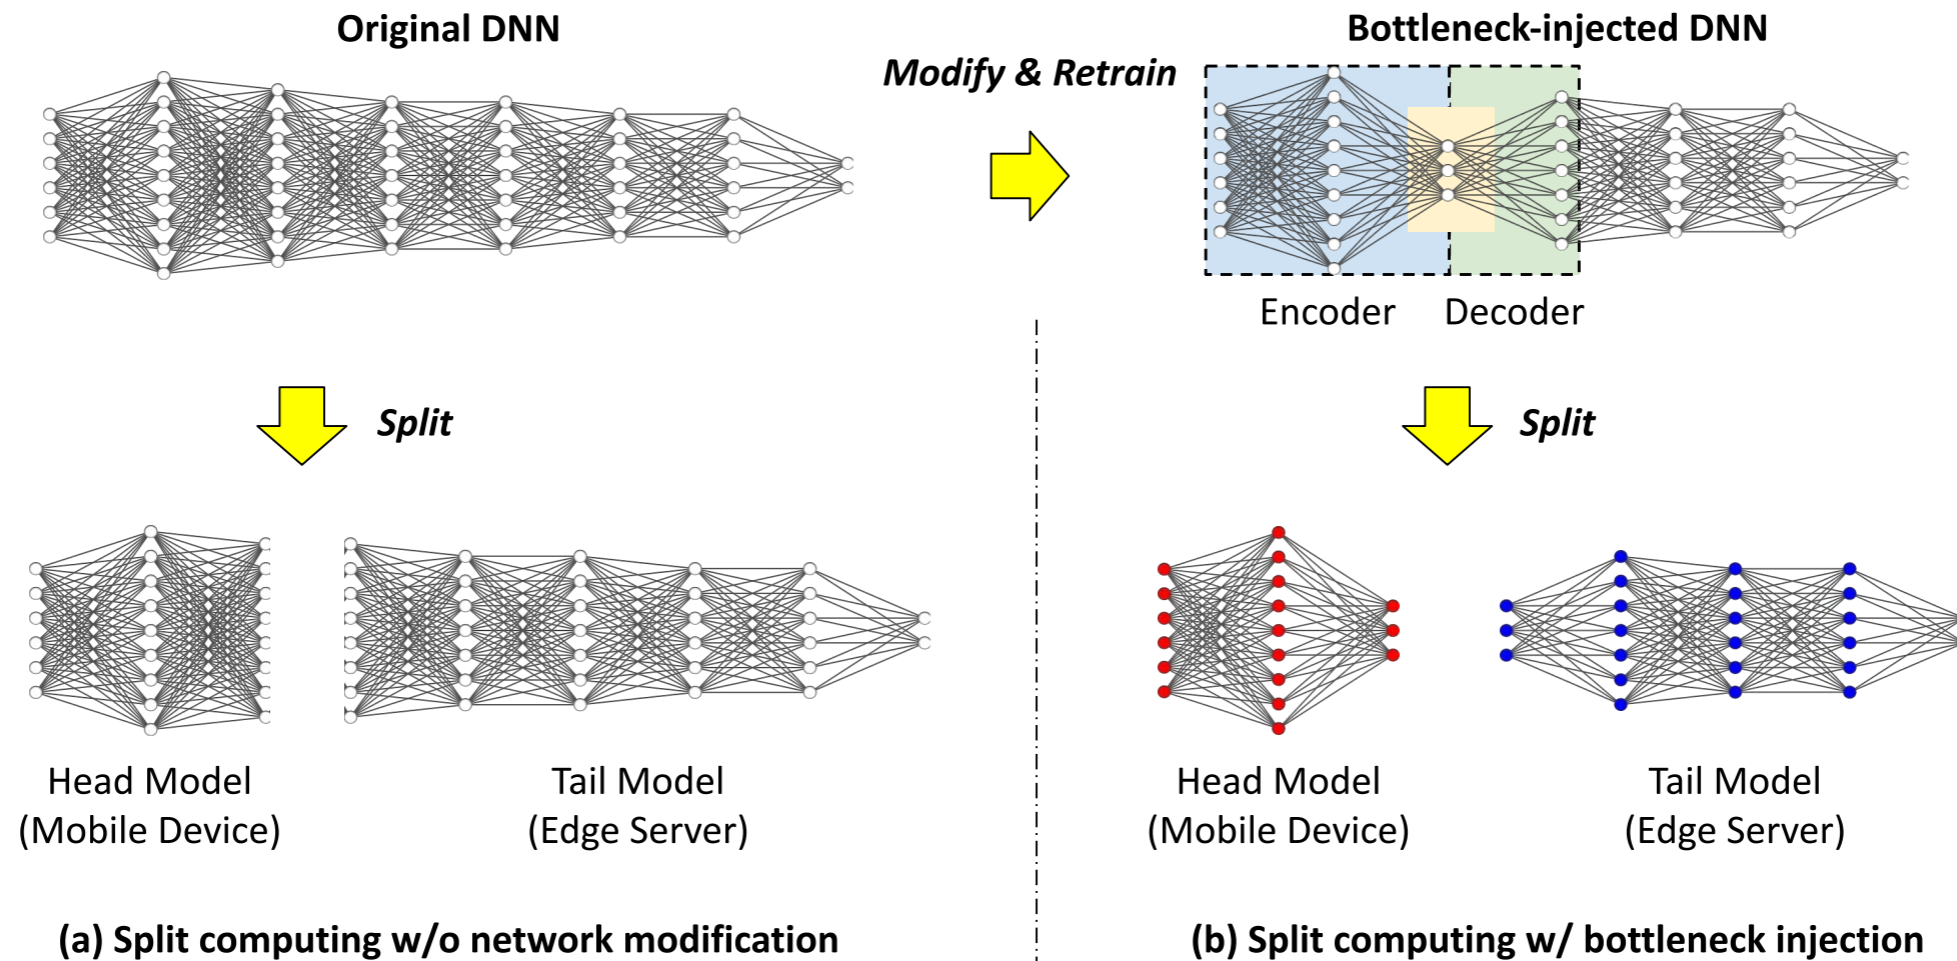 Original DNN
Modify & Retrain
Bottleneck-injected DNN
Encoder
Decoder
Split
Split
Head Model
(Mobile Device)
Tail Model
(Edge Server)
Head Model
(Mobile Device)
Tail Model
(Edge Server)
(a) Split computing w/o network modification
(b) Split computing w/ bottleneck injection